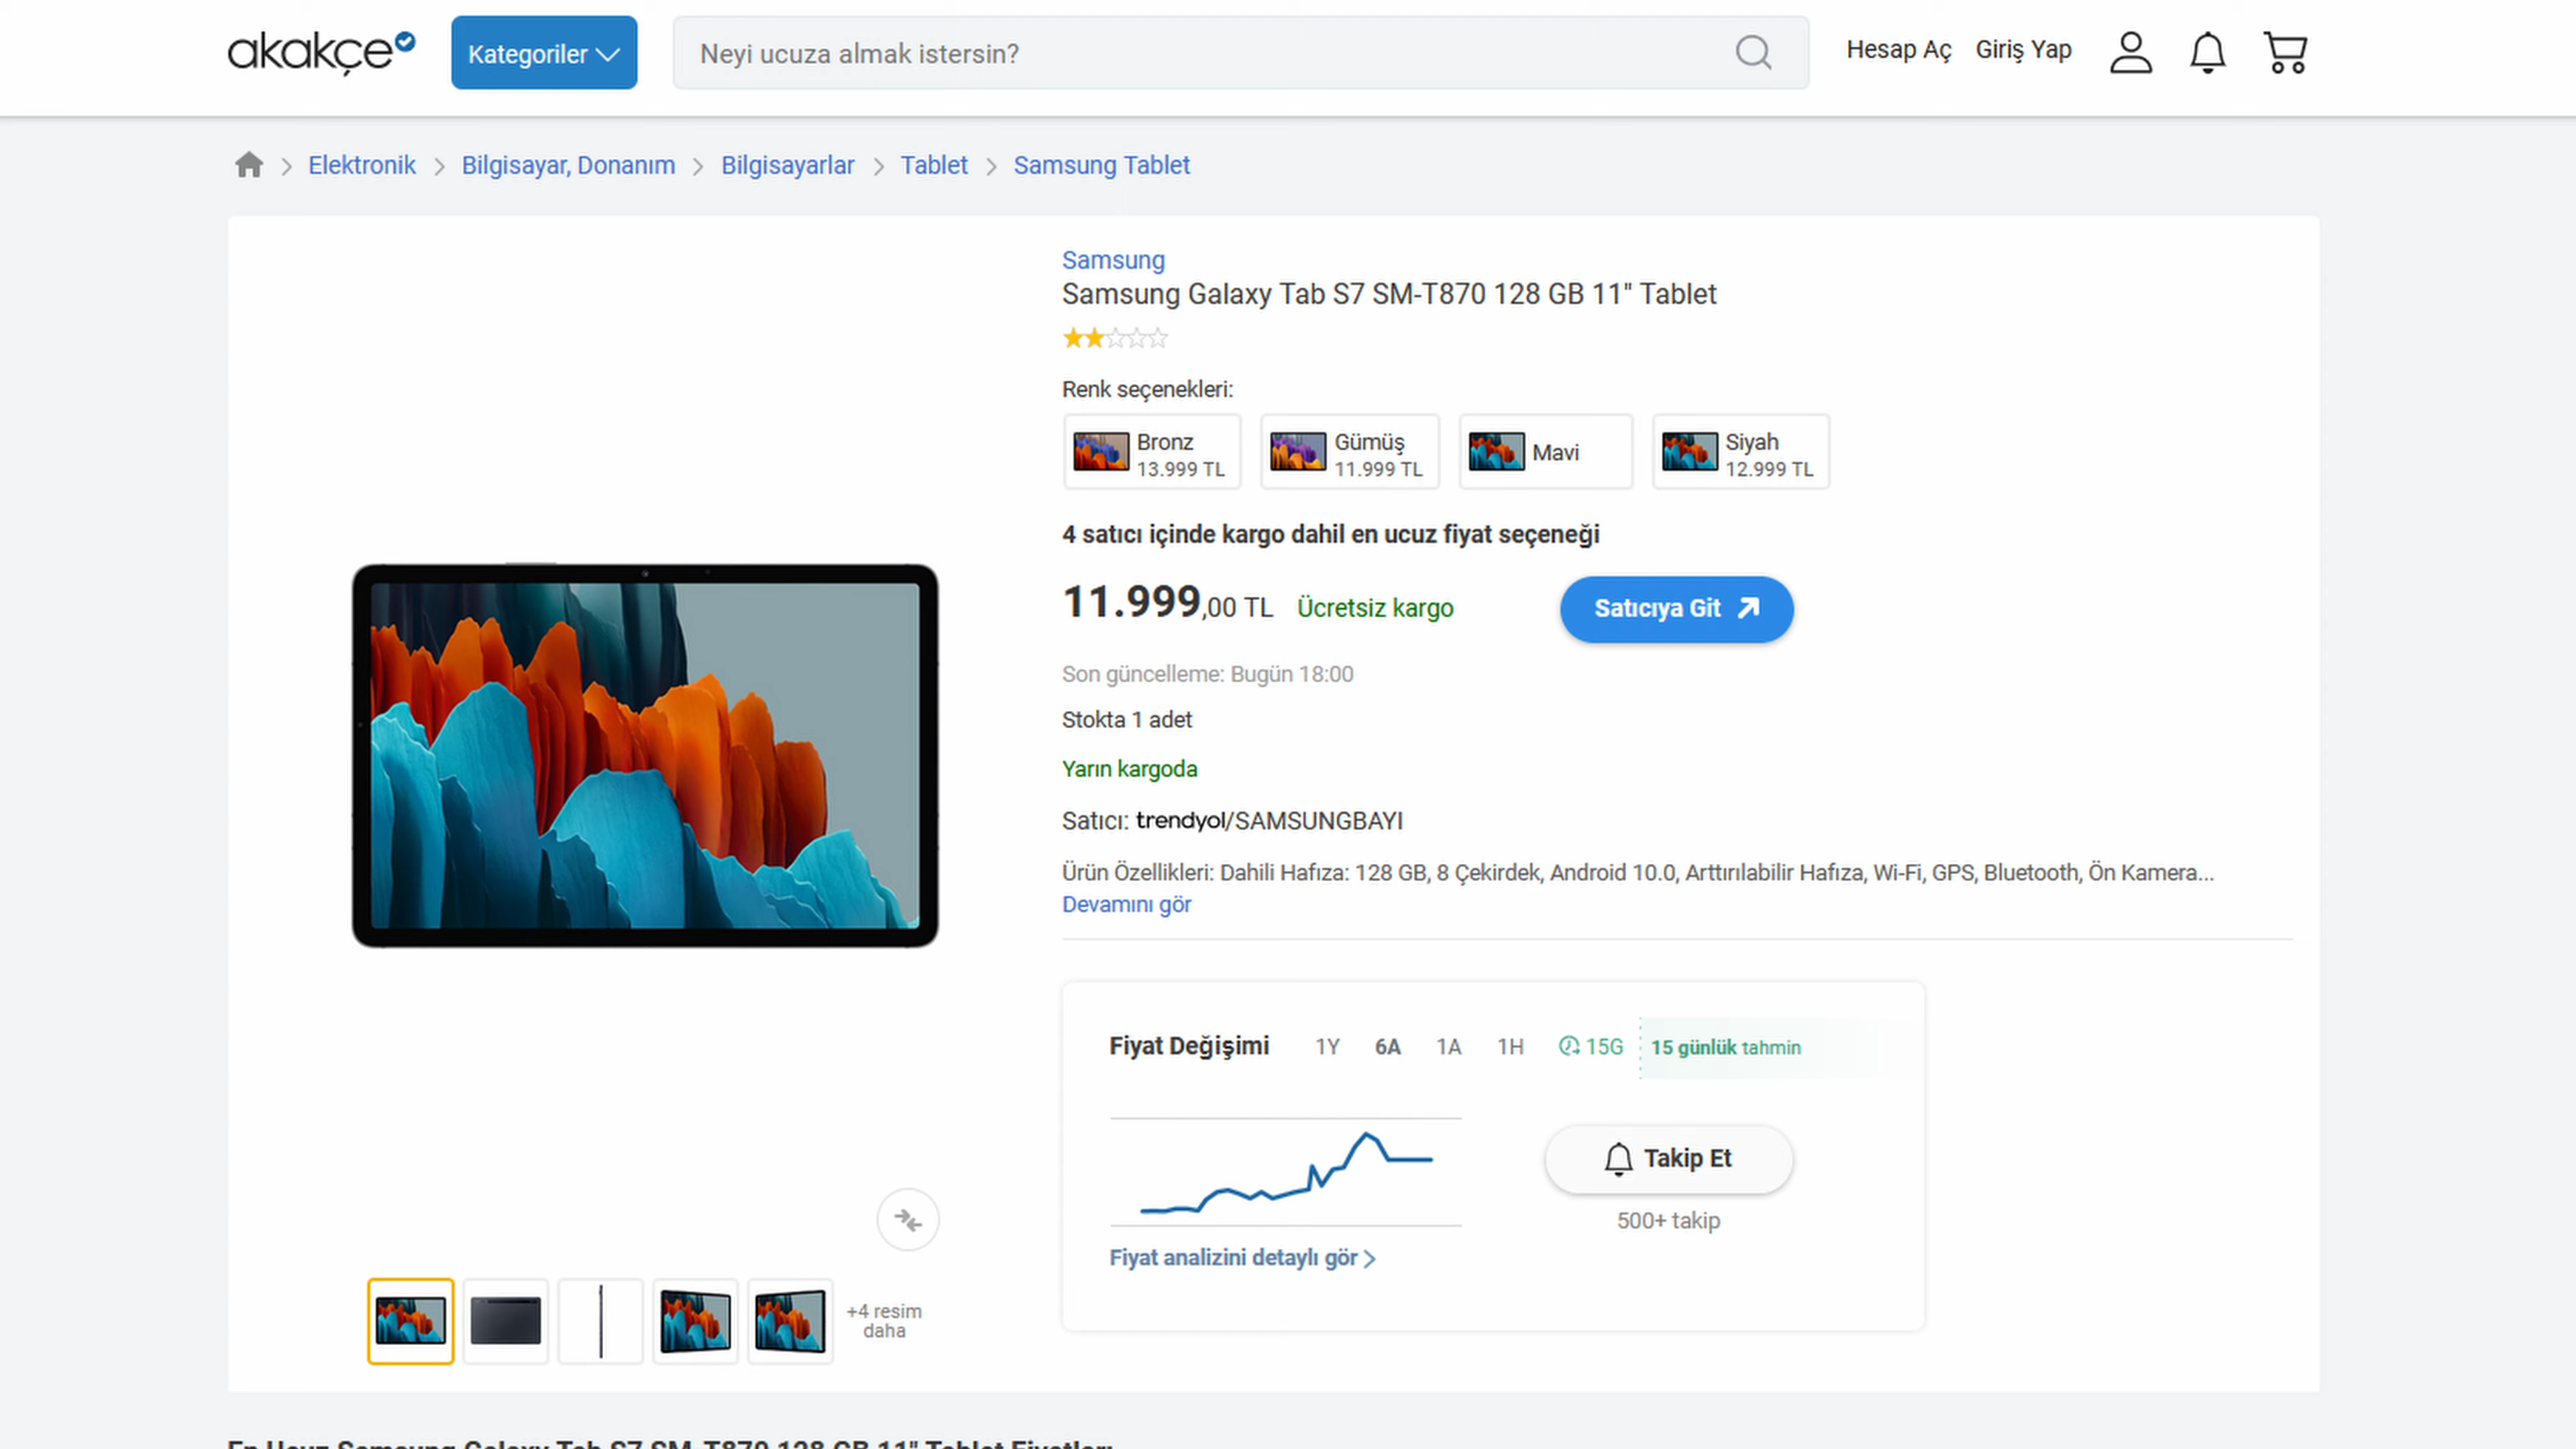 akakçe
Kategoriler
Neyi ucuza almak istersin?
Hesap Aç
Giriş Yap
Elektronik
Bilgisayar, Donanım
Bilgisayarlar
Tablet
Samsung Tablet
Samsung
Samsung Galaxy Tab S7 SM-T870 128 GB 11" Tablet
Renk seçenekleri:
Bronz
13.999 TL
Gümüş
11.999 TL
Mavi
Siyah
12.999 TL
4 satıcı içinde kargo dahil en ucuz fiyat seçeneği
11.999,00 TL
Ücretsiz kargo
Satıcıya Git
Son güncelleme: Bugün 18:00
Stokta 1 adet
Yarın kargoda
Satıcı: trendyol/SAMSUNGBAYI
Ürün Özellikleri: Dahili Hafıza: 128 GB, 8 Çekirdek, Android 10.0, Arttırılabilir Hafıza, Wi-Fi, GPS, Bluetooth, Ön Kamera...
Devamını gör
Fiyat Değişimi
1Y
6A
1A
1H
15G
15 günlük tahmin
Takip Et
500+ takip
Fiyat analizini detaylı gör
+4 resim
daha
En Ucuz Samsung Galaxy Tab S7 SM-T870 128 GB 11" Tablet Fiyatları